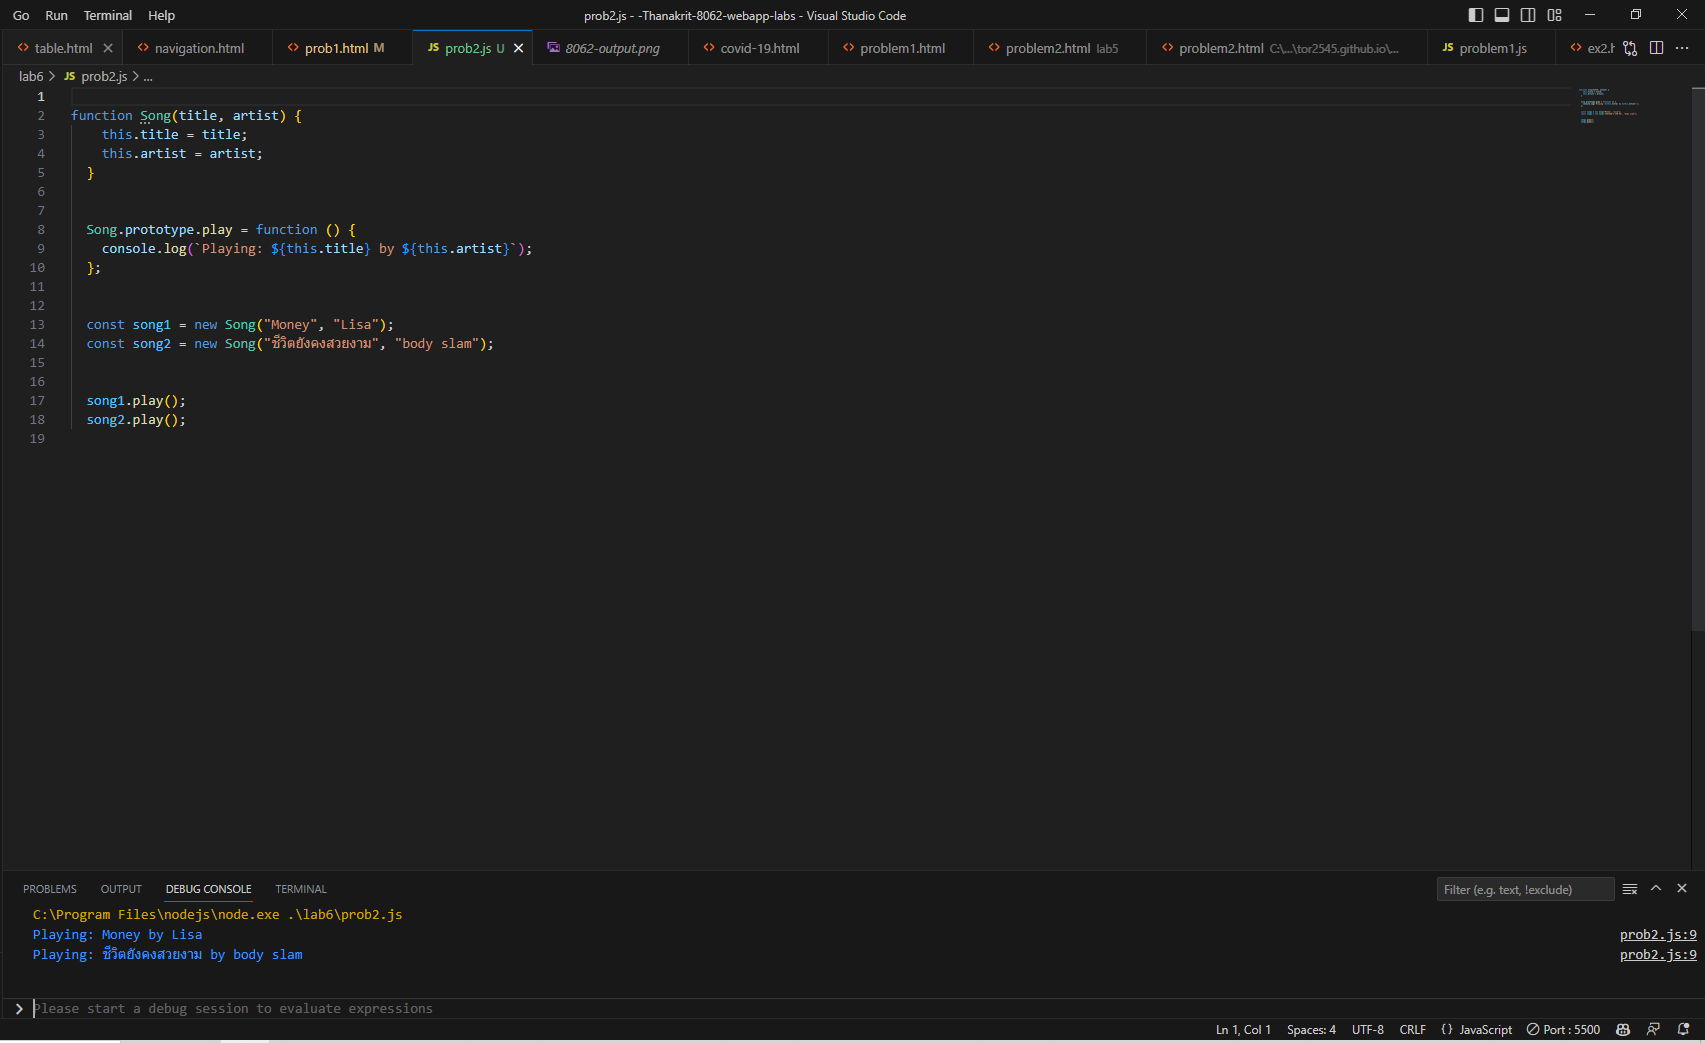 Go Run Terminal Help
prob2.js - -Thanakrit-8062-webapp-labs - Visual Studio Code
table.html navigation.html prob1.html M prob2.js U 8062-output.png covid-19.html problem1.html problem2.html lab5 problem2.html C:\...\tor2545.github.io\... problem1.js ex2.h
lab6 > JS prob2.js > ...
1
2 function Song(title, artist) {
3 this.title = title;
4 this.artist = artist;
5 }
6
7
8 Song.prototype.play = function () {
9 console.log(`Playing: ${this.title} by ${this.artist}`);
10 };
11
12
13 const song1 = new Song("Money", "Lisa");
14 const song2 = new Song("ชีวิตยังคงสวยงาม", "body slam");
15
16
17 song1.play();
18 song2.play();
19
PROBLEMS OUTPUT DEBUG CONSOLE TERMINAL
Filter (e.g. text, !exclude)
C:\Program Files\nodejs\node.exe .\lab6\prob2.js
Playing: Money by Lisa prob2.js:9
Playing: ชีวิตยังคงสวยงาม by body slam prob2.js:9
Please start a debug session to evaluate expressions
Ln 1, Col 1 Spaces: 4 UTF-8 CRLF {} JavaScript Port : 5500